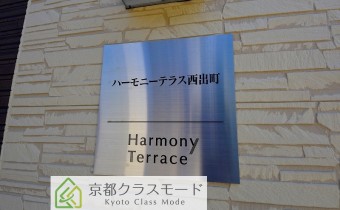 ハーモニーテラス西出町
Harmony
Terrace
京都クラスモード
Kyoto Class Mode